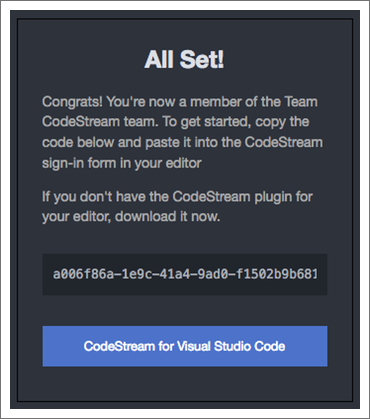 All Set!
Congrats! You're now a member of the Team
CodeStream team. To get started, copy the
code below and paste it into the CodeStream
sign-in form in your editor
If you don't have the CodeStream plugin for
your editor, download it now.
a006f86a-1e9c-41a4-9ad0-f1502b9b681
CodeStream for Visual Studio Code